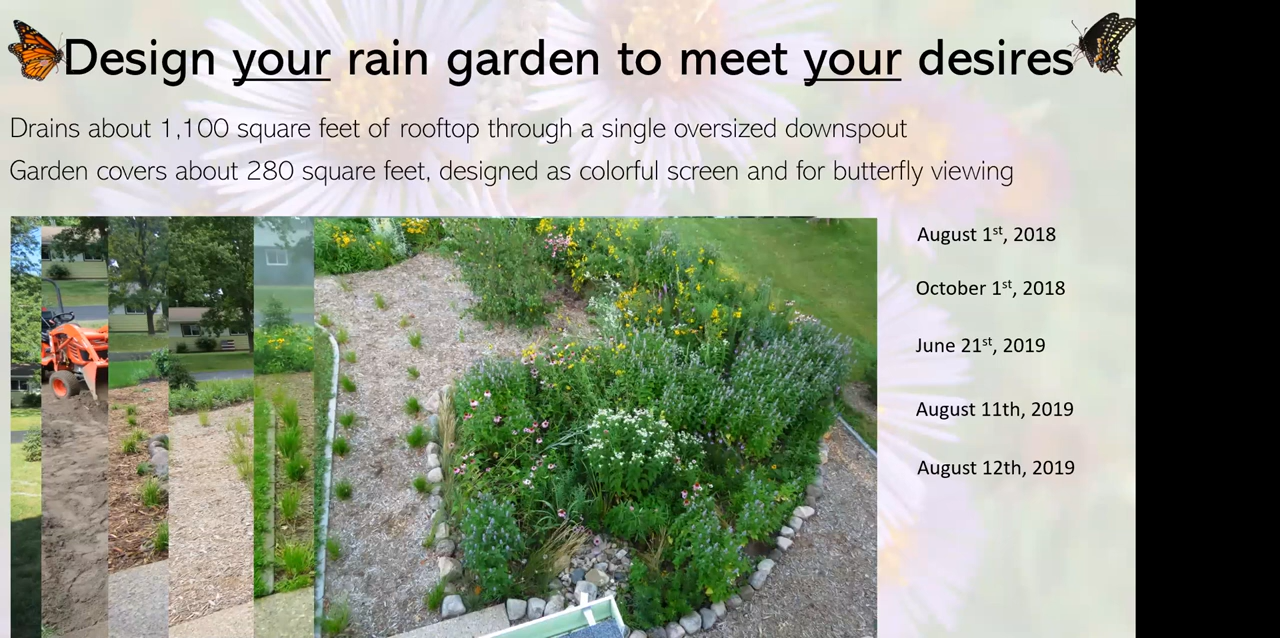 Design your rain garden to meet your desires
Drains about 1,100 square feet of rooftop through a single oversized downspout
Garden covers about 280 square feet, designed as colorful screen and for butterfly viewing
August 1st, 2018
October 1st, 2018
June 21st, 2019
August 11th, 2019
August 12th, 2019